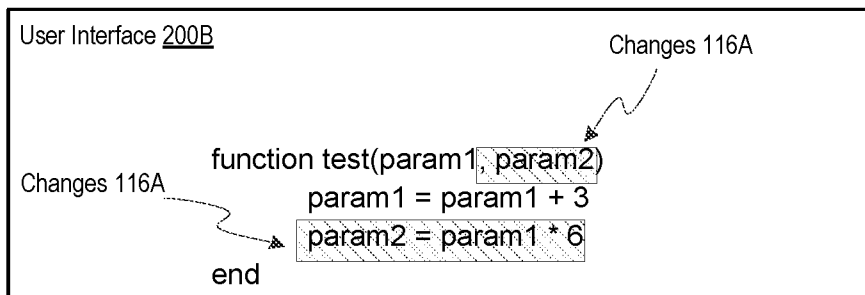 User Interface 200B
Changes 116A
function test(param1, param2)
Changes 116A
param1 = param1 + 3
param2 = param1 * 6
end